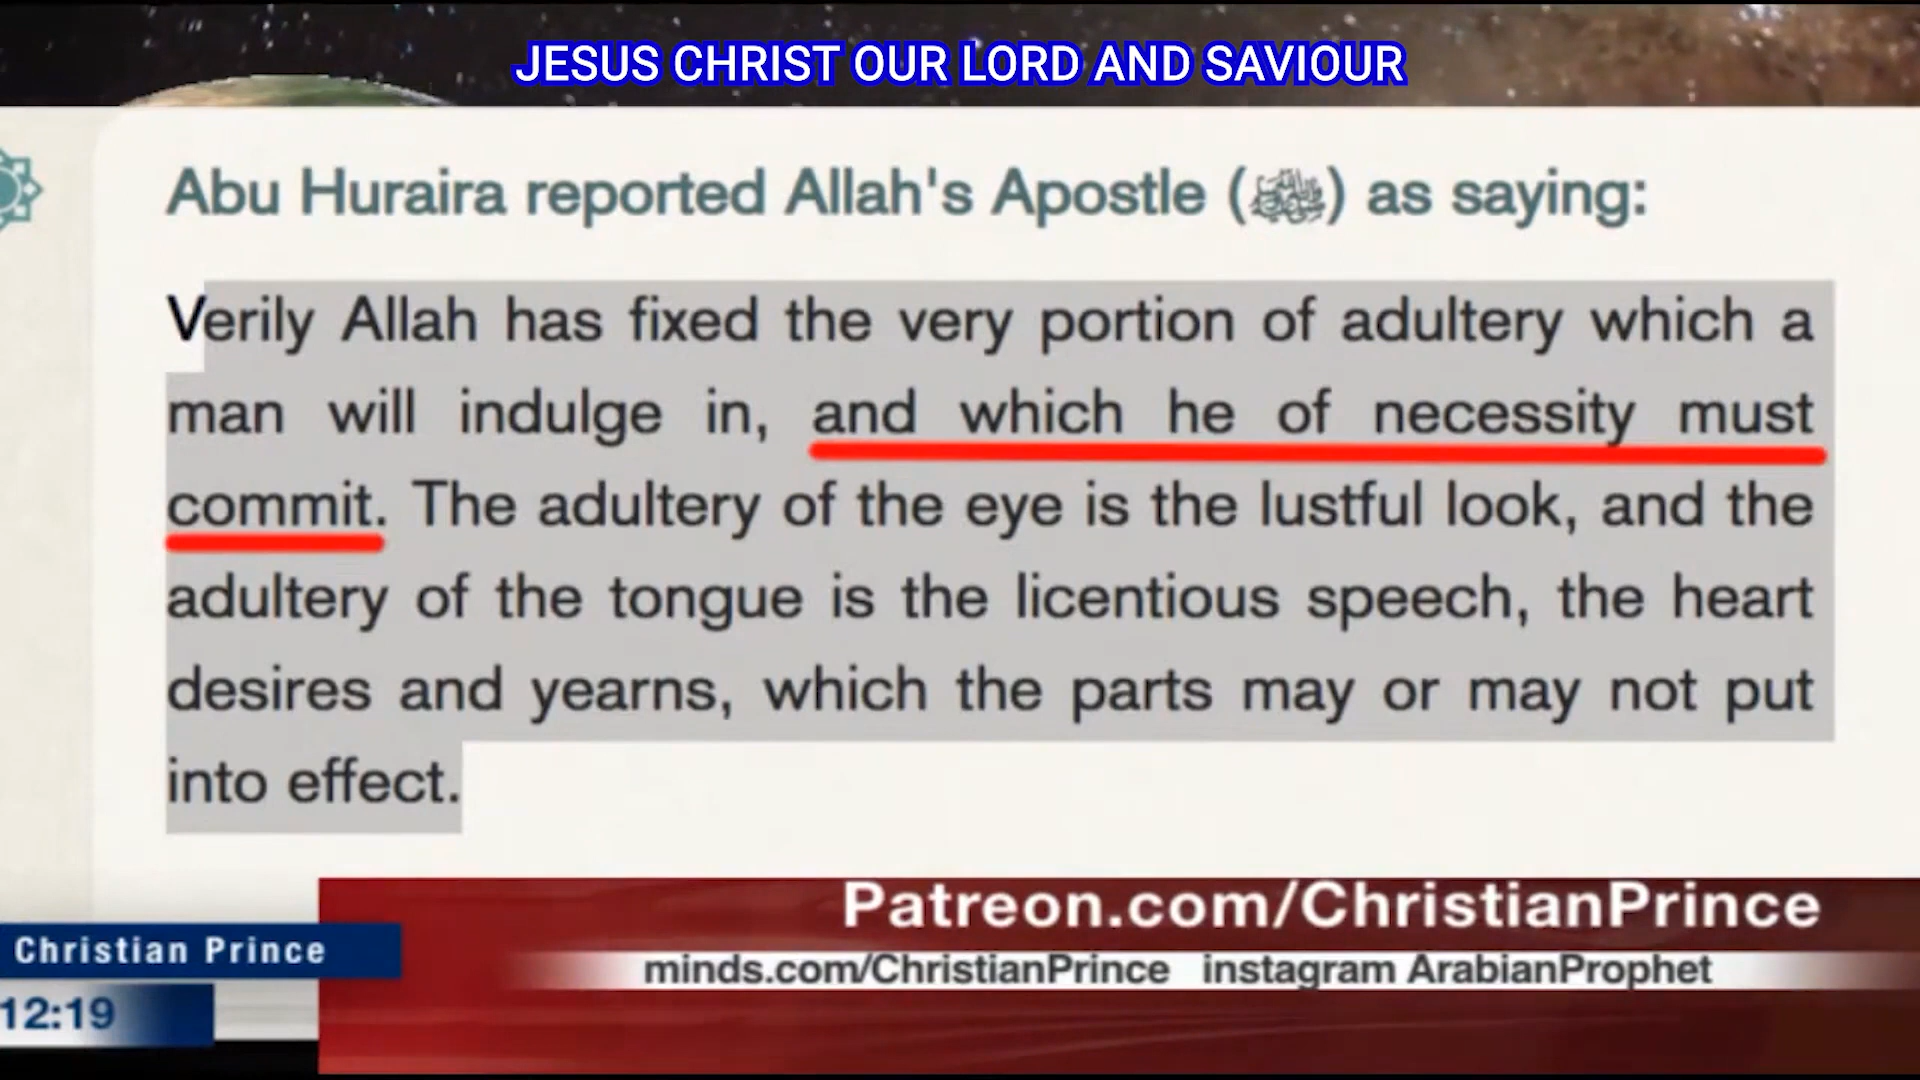 JESUS CHRIST OUR LORD AND SAVIOUR
Abu Huraira reported Allah's Apostle (ﷺ) as saying:
Verily Allah has fixed the very portion of adultery which a
man will indulge in, and which he of necessity must
commit. The adultery of the eye is the lustful look, and the
adultery of the tongue is the licentious speech, the heart
desires and yearns, which the parts may or may not put
into effect.
Patreon.com/ChristianPrince
Christian Prince
minds.com/ChristianPrince instagram ArabianProphet
12:19